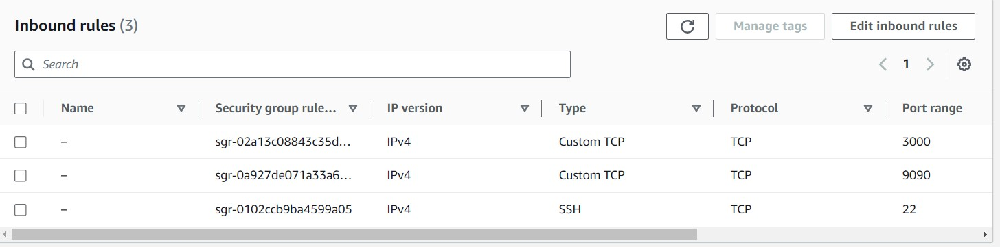 Inbound rules (3)
Manage tags
Edit inbound rules
Search
1
Name Security group rule... IP version Type Protocol Port range
– sgr-02a13c08843c35d... IPv4 Custom TCP TCP 3000
– sgr-0a927de071a33a6... IPv4 Custom TCP TCP 9090
– sgr-0102ccb9ba4599a05 IPv4 SSH TCP 22